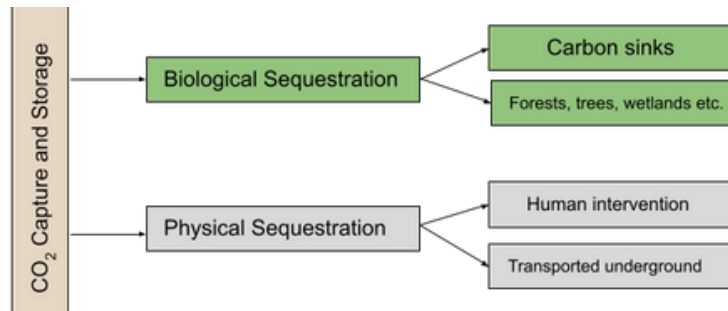 CO₂ Capture and Storage
Biological Sequestration
Carbon sinks
Forests, trees, wetlands etc.
Physical Sequestration
Human intervention
Transported underground